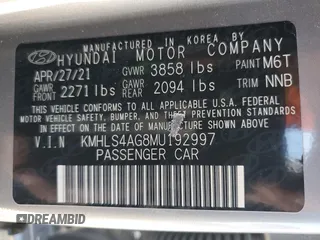 MANUFACTURED IN KOREA BY
HYUNDAI MOTOR COMPANY
APR/27/21 GVWR 3858 lbs PAINT M6T
GAWR FRONT 2271 lbs GAWR REAR 2094 lbs TRIM NNB
THIS VEHICLE CONFORMS TO ALL APPLICABLE FEDERAL MOTOR
VEHICLE SAFETY, BUMPER, AND THEFT PREVENTION STANDARDS
IN EFFECT ON THE DATE OF MANUFACTURE SHOWN ABOVE.
V.I.N KMHLS4AG8MU192997
PASSENGER CAR
DREAMBID